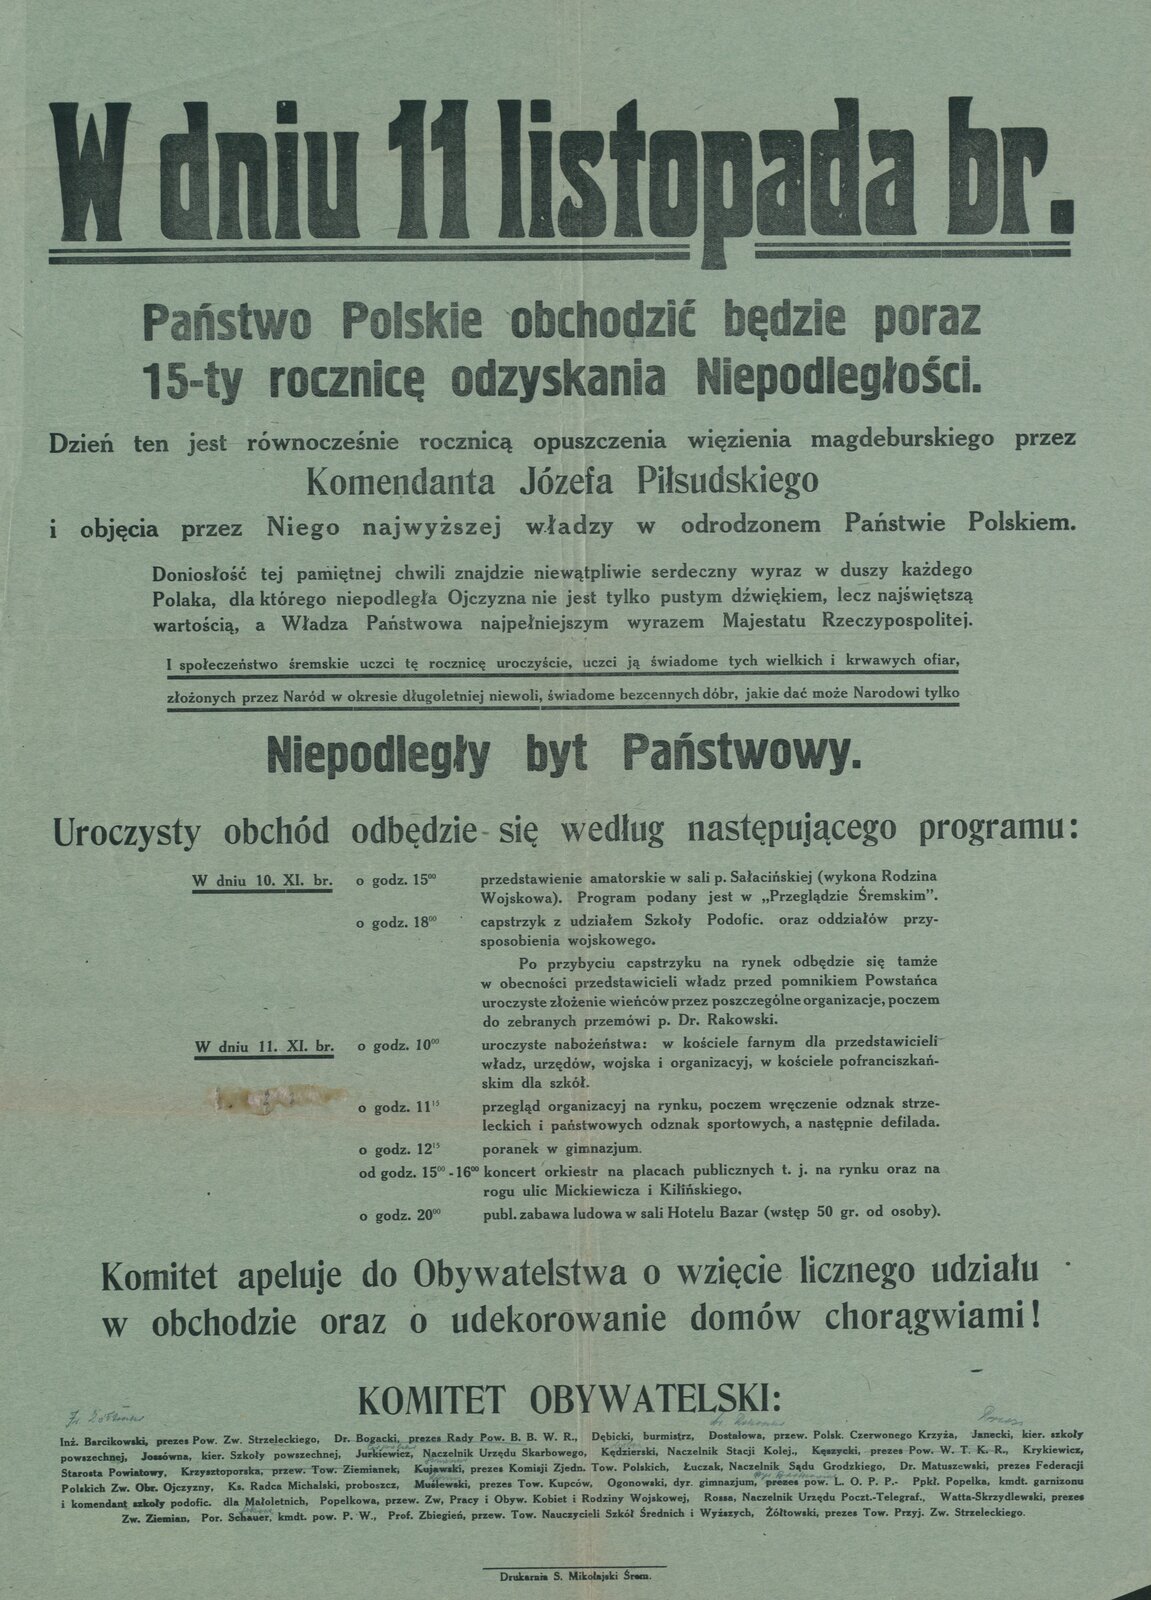 W dniu 11 listopada br.
Państwo Polskie obchodzić będzie poraz
15-ty rocznicę odzyskania Niepodległości.
Dzień ten jest równocześnie rocznicą opuszczenia więzienia magdeburskiego przez
Komendanta Józefa Piłsudskiego
i objęcia przez Niego najwyższej władzy w odrodzonem Państwie Polskiem.
Doniosłość tej pamiętnej chwili znajdzie niewątpliwie serdeczny wyraz w duszy każdego
Polaka, dla którego niepodległa Ojczyzna nie jest tylko pustym dźwiękiem, lecz najświętszą
wartością, a Władza Państwowa najpełniejszym wyrazem Majestatu Rzeczypospolitej.
I społeczeństwo śremskie uczci tę rocznicę uroczyście, uczci ją świadome tych wielkich i krwawych ofiar,
złożonych przez Naród w okresie długoletniej niewoli, świadome bezcennych dóbr, jakie dać może Narodowi tylko
Niepodległy byt Państwowy.
Uroczysty obchód odbędzie się według następującego programu:
W dniu 10. XI. br. o godz. 15⁰⁰ przedstawienie amatorskie w sali p. Sałacińskiej (wykona Rodzina
Wojskowa). Program podany jest w „Przeglądzie Śremskim".
o godz. 18⁰⁰ capstrzyk z udziałem Szkoły Podofic. oraz oddziałów przy-
sposobienia wojskowego.
Po przybyciu capstrzyku na rynek odbędzie się tamże
w obecności przedstawicieli władz przed pomnikiem Powstańca
uroczyste złożenie wieńców przez poszczególne organizacje, poczem
do zebranych przemówi p. Dr. Rakowski.
W dniu 11. XI. br. o godz. 10⁰⁰ uroczyste nabożeństwa: w kościele farnym dla przedstawicieli
władz, urzędów, wojska i organizacyj, w kościele pofranciszkań-
skim dla szkół.
o godz. 11¹⁵ przegląd organizacyj na rynku, poczem wręczenie odznak strze-
leckich i państwowych odznak sportowych, a następnie defilada.
o godz. 12¹⁵ poranek w gimnazjum.
od godz. 15⁰⁰-16⁰⁰ koncert orkiestr na placach publicznych t. j. na rynku oraz na
rogu ulic Mickiewicza i Kilińskiego.
o godz. 20⁰⁰ publ. zabawa ludowa w sali Hotelu Bazar (wstęp 50 gr. od osoby).
Komitet apeluje do Obywatelstwa o wzięcie licznego udziału
w obchodzie oraz o udekorowanie domów chorągwiami!
KOMITET OBYWATELSKI:
Inż. Barcikowski, prezes Pow. Zw. Strzeleckiego, Dr. Bogacki, prezes Rady Pow. B. B. W. R., Dębicki, burmistrz, Dostałowa, przew. Polsk. Czerwonego Krzyża, Janecki, kier. szkoły
powszechnej, Jossówna, kier. Szkoły powszechnej, Jurkiewicz, Naczelnik Urzędu Skarbowego, Kędzierski, Naczelnik Stacji Kolej., Kęszycki, prezes Pow. W. T. K. R., Krykiewicz,
Starosta Powiatowy, Krzysztoporska, przew. Tow. Ziemianek, Kujawski, prezes Komisji Zjedn. Tow. Polskich, Łuczak, Naczelnik Sądu Grodzkiego, Dr. Matuszewski, prezes Federacji
Polskich Zw. Obr. Ojczyzny, Ks. Radca Michalski, proboszcz, Musiewski, prezes Tow. Kupców, Ogonowski, dyr. gimnazjum, prezes pow. L. O. P. P.- Ppkł. Popelka, kmdt. garnizonu
i komendant szkoły podofic. dla Małoletnich, Popelkowa, przew. Zw, Pracy i Obyw. Kobiet i Rodziny Wojskowej, Rossa, Naczelnik Urzędu Poczt.-Telegraf., Watta-Skrzydlewski, prezes
Zw. Ziemian, Por. Schauer, kmdt. pow. P. W., Prof. Zbiegień, przew. Tow. Nauczycieli Szkół Średnich i Wyższych, Żółtowski, prezes Tow. Przyj. Zw. Strzeleckiego.
Drukarnia S. Mikołajski Śrem.